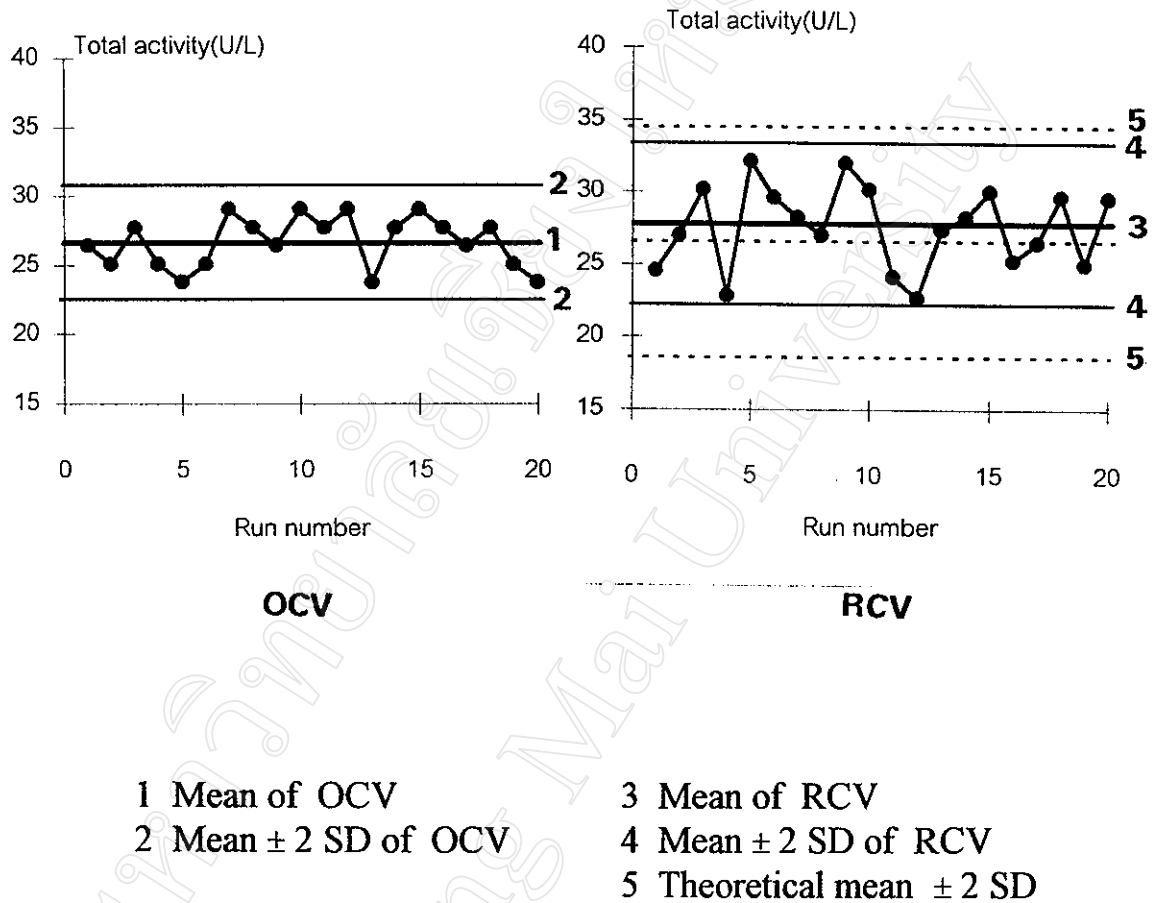 Total activity(U/L)
40
35
30
25
20
15
2
1
2
0 5 10 15 20
Run number
OCV
Total activity(U/L)
40
35
30
25
20
15
5
4
3
4
5
0 5 10 15 20
Run number
RCV
1 Mean of OCV
2 Mean ± 2 SD of OCV
3 Mean of RCV
4 Mean ± 2 SD of RCV
5 Theoretical mean ± 2 SD
Mai University